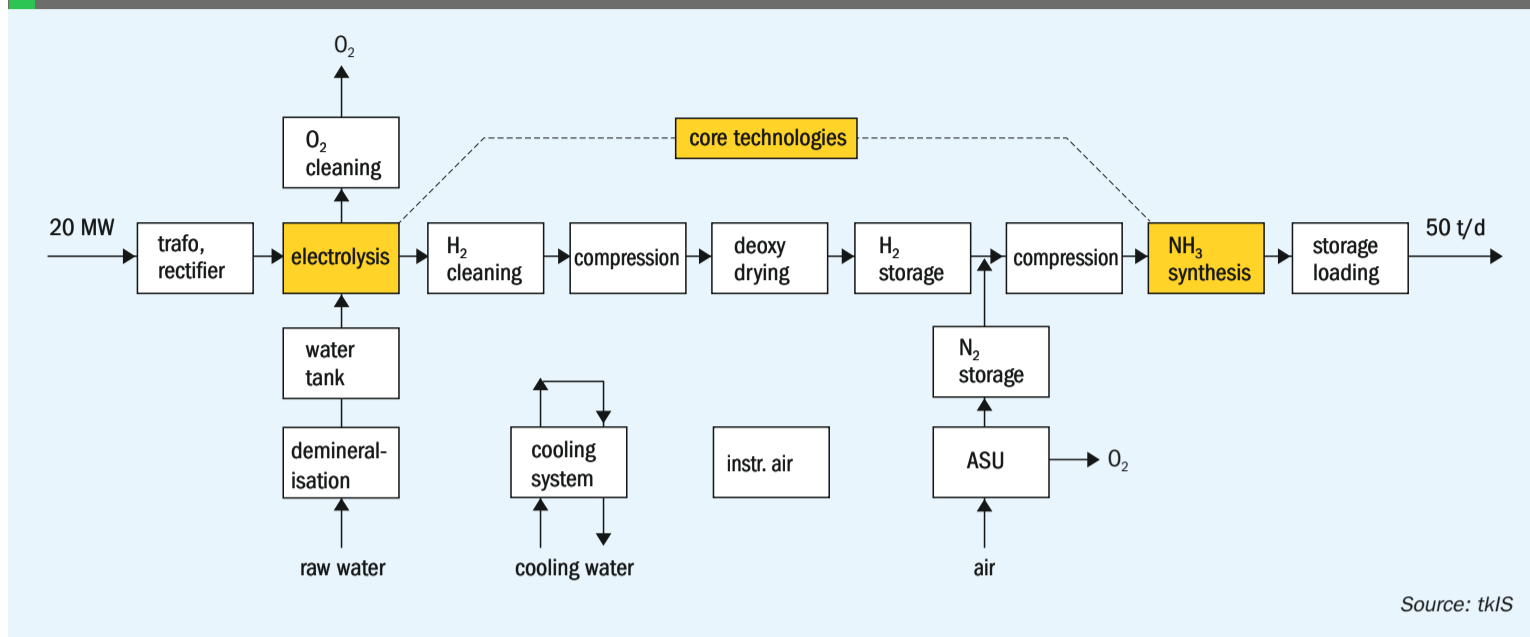 O₂
O₂
cleaning
core technologies
20 MW
trafo,
rectifier
electrolysis
H₂
cleaning
compression
deoxy
drying
H₂
storage
compression
NH₃
synthesis
storage
loading
50 t/d
water
tank
N₂
storage
demineral-
isation
cooling
system
instr. air
ASU
O₂
raw water
cooling water
air
Source: tkIS